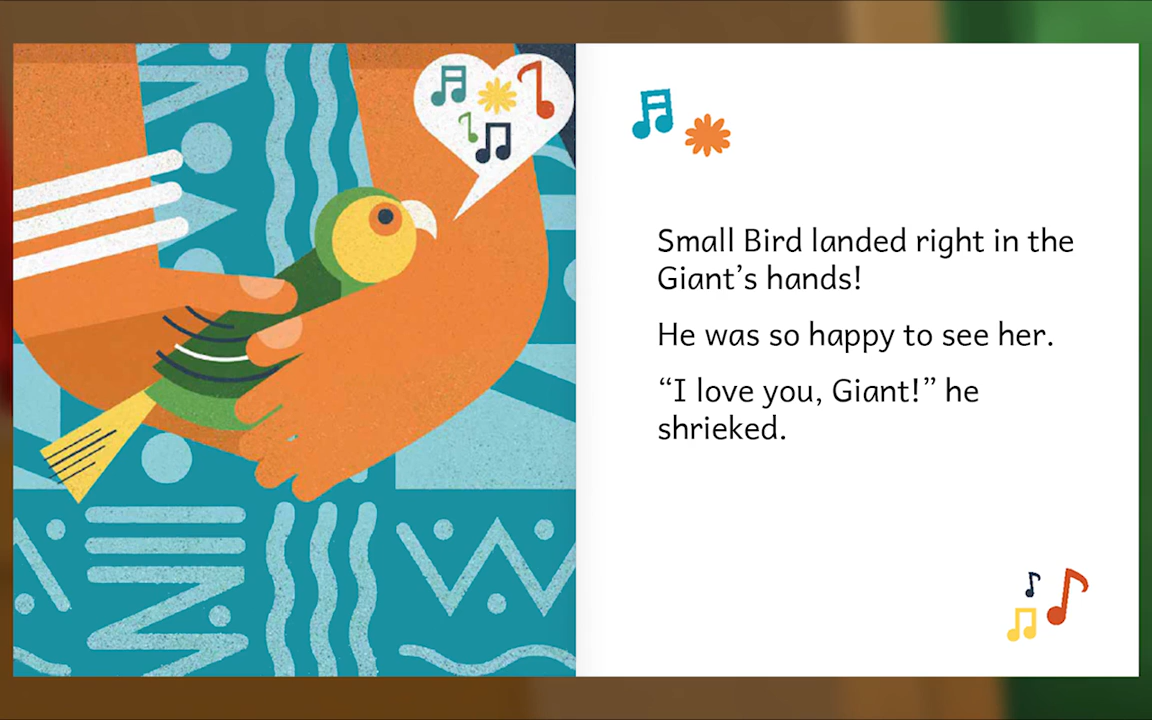 Small Bird landed right in the
Giant’s hands!
He was so happy to see her.
“I love you, Giant!” he
shrieked.